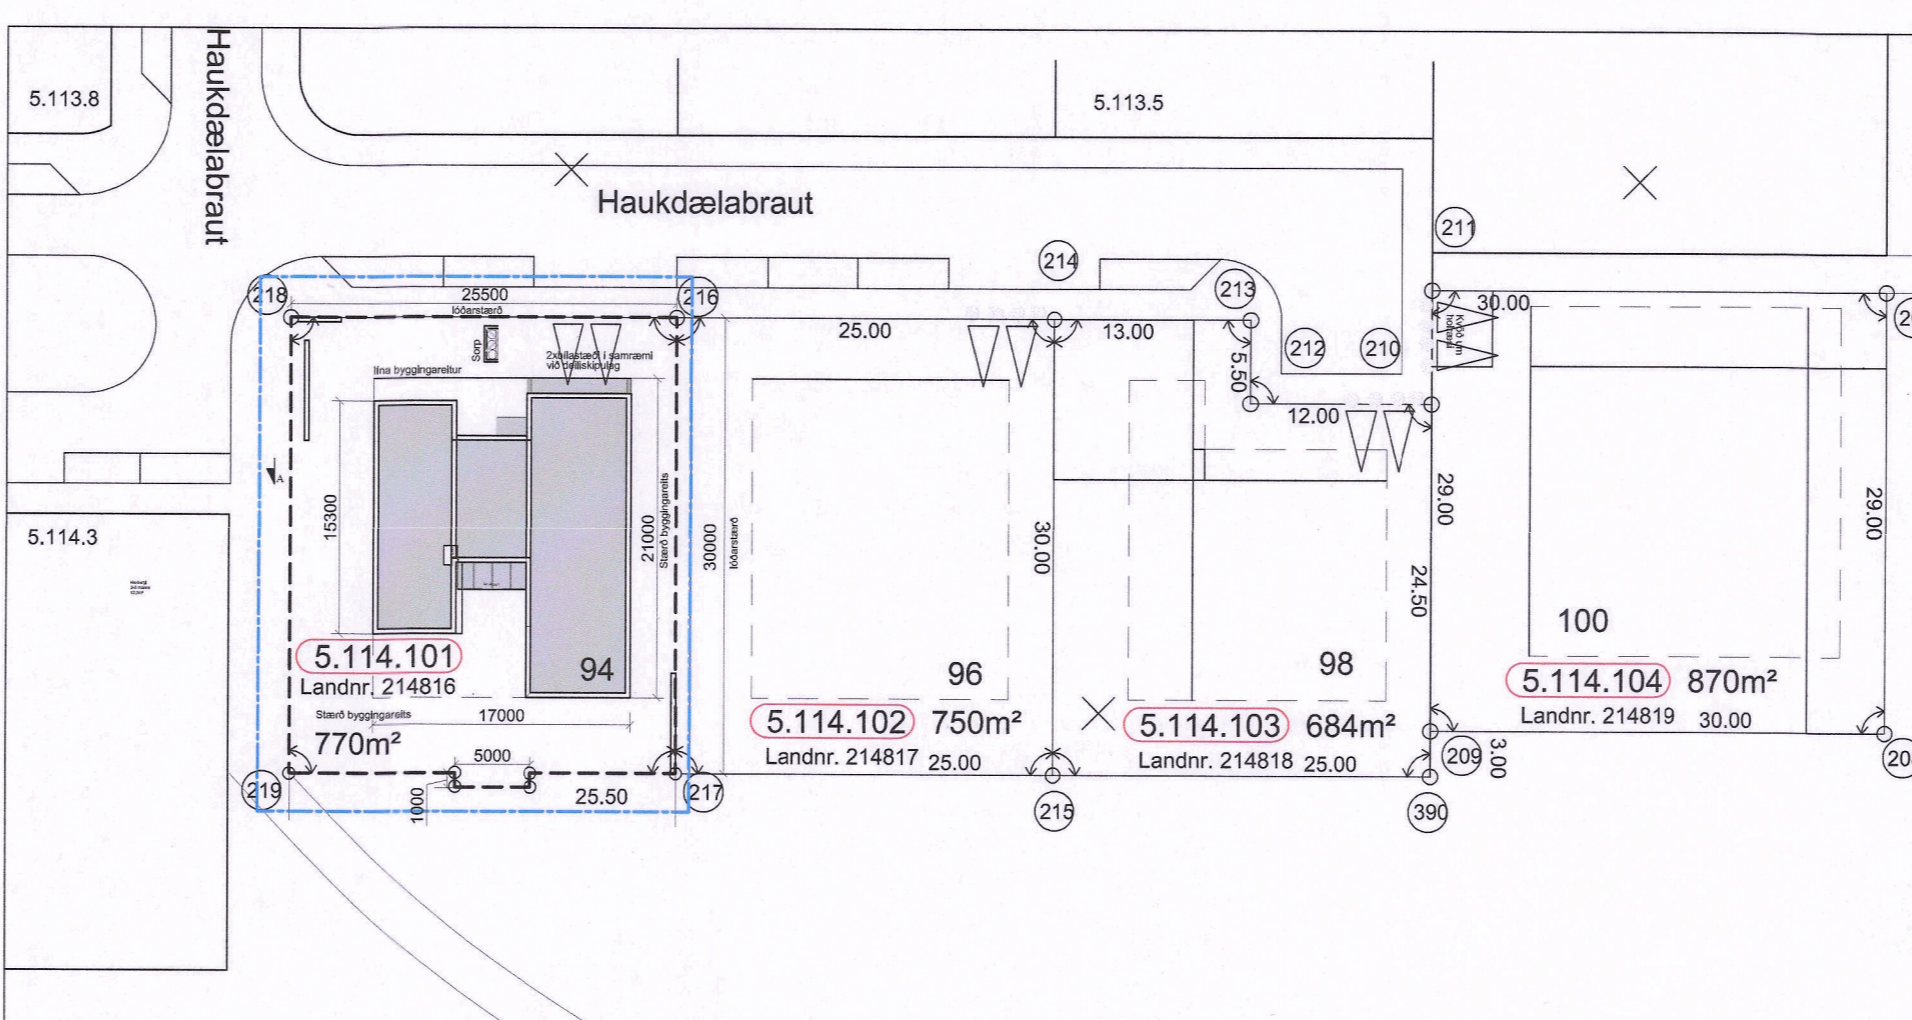 5.113.8
Haukdælabraut
5.113.5
Haukdælabraut
211
214
218
25500
216
213
30.00
lóðarstærð
25.00
13.00
212
210
Kvöð um
Sorp
2xbílastæði í samræmi
við deiliskipulag
lína byggingareitur
5.50
12.00
A
15300
21000
Stærð byggingareits
30000
lóðarstærð
30.00
29.00
29.00
24.50
5.114.3
100
5.114.101
94
96
98
5.114.104 870m²
Landnr. 214816
Landnr. 214819 30.00
Stærð byggingareits
17000
5.114.102 750m²
5.114.103 684m²
770m²
5000
Landnr. 214817 25.00
Landnr. 214818 25.00
209
3.00
219
1000
25.50
217
215
390